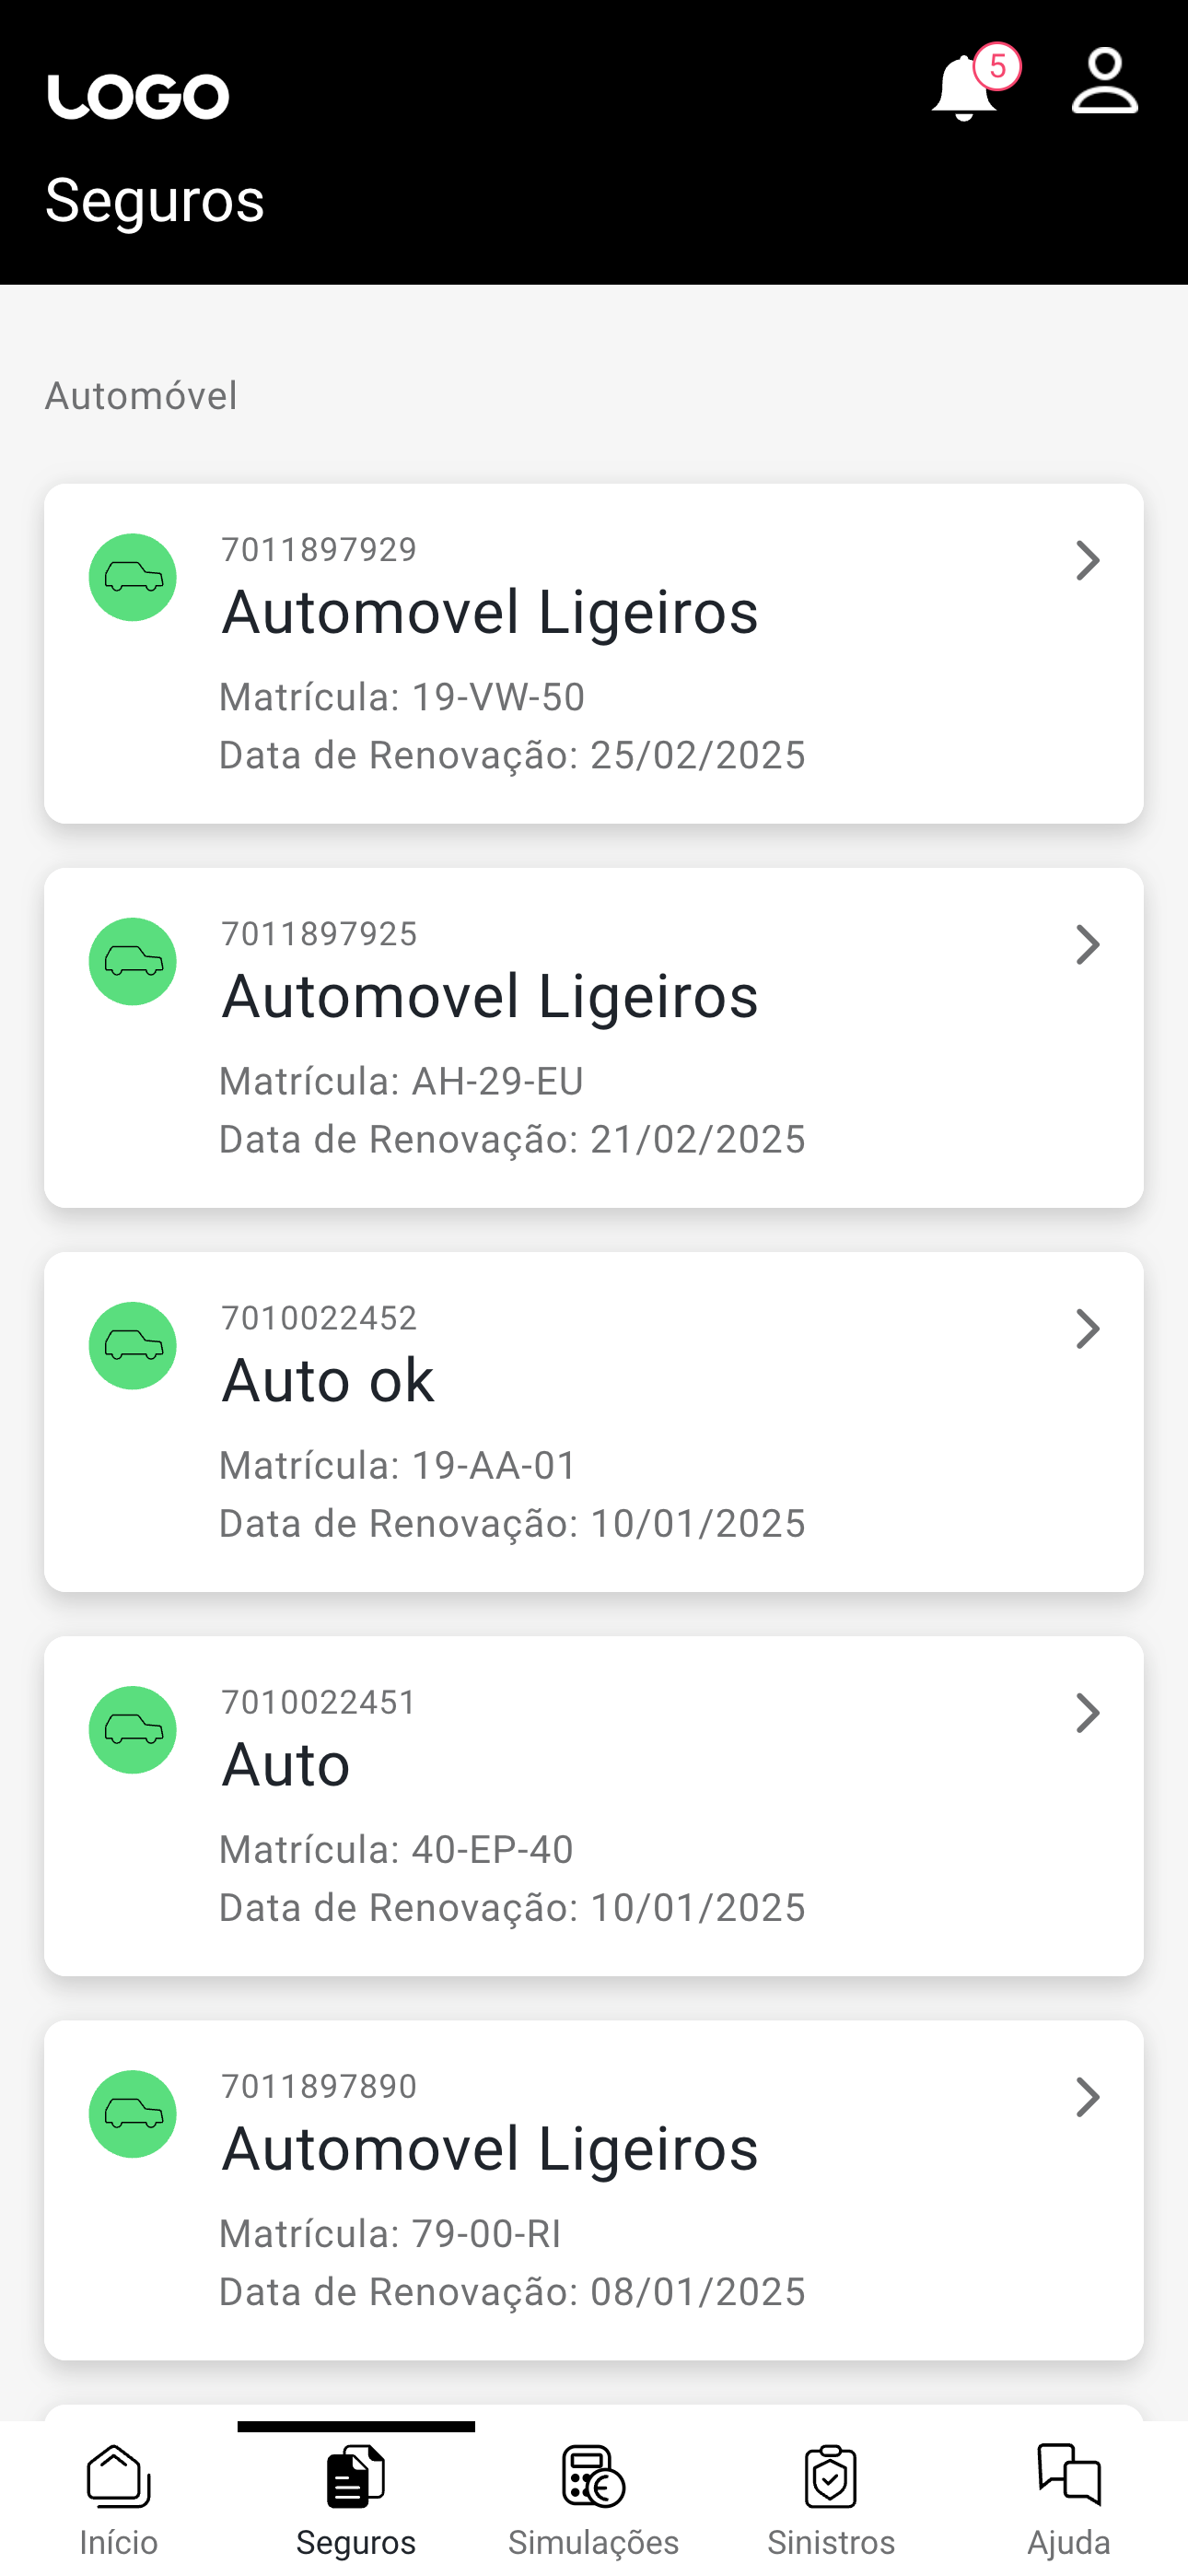 LOGO
5
Seguros
Automóvel
7011897929
Automovel Ligeiros
Matrícula: 19-VW-50
Data de Renovação: 25/02/2025
7011897925
Automovel Ligeiros
Matrícula: AH-29-EU
Data de Renovação: 21/02/2025
7010022452
Auto ok
Matrícula: 19-AA-01
Data de Renovação: 10/01/2025
7010022451
Auto
Matrícula: 40-EP-40
Data de Renovação: 10/01/2025
7011897890
Automovel Ligeiros
Matrícula: 79-00-RI
Data de Renovação: 08/01/2025
Início
Seguros
Simulações
Sinistros
Ajuda